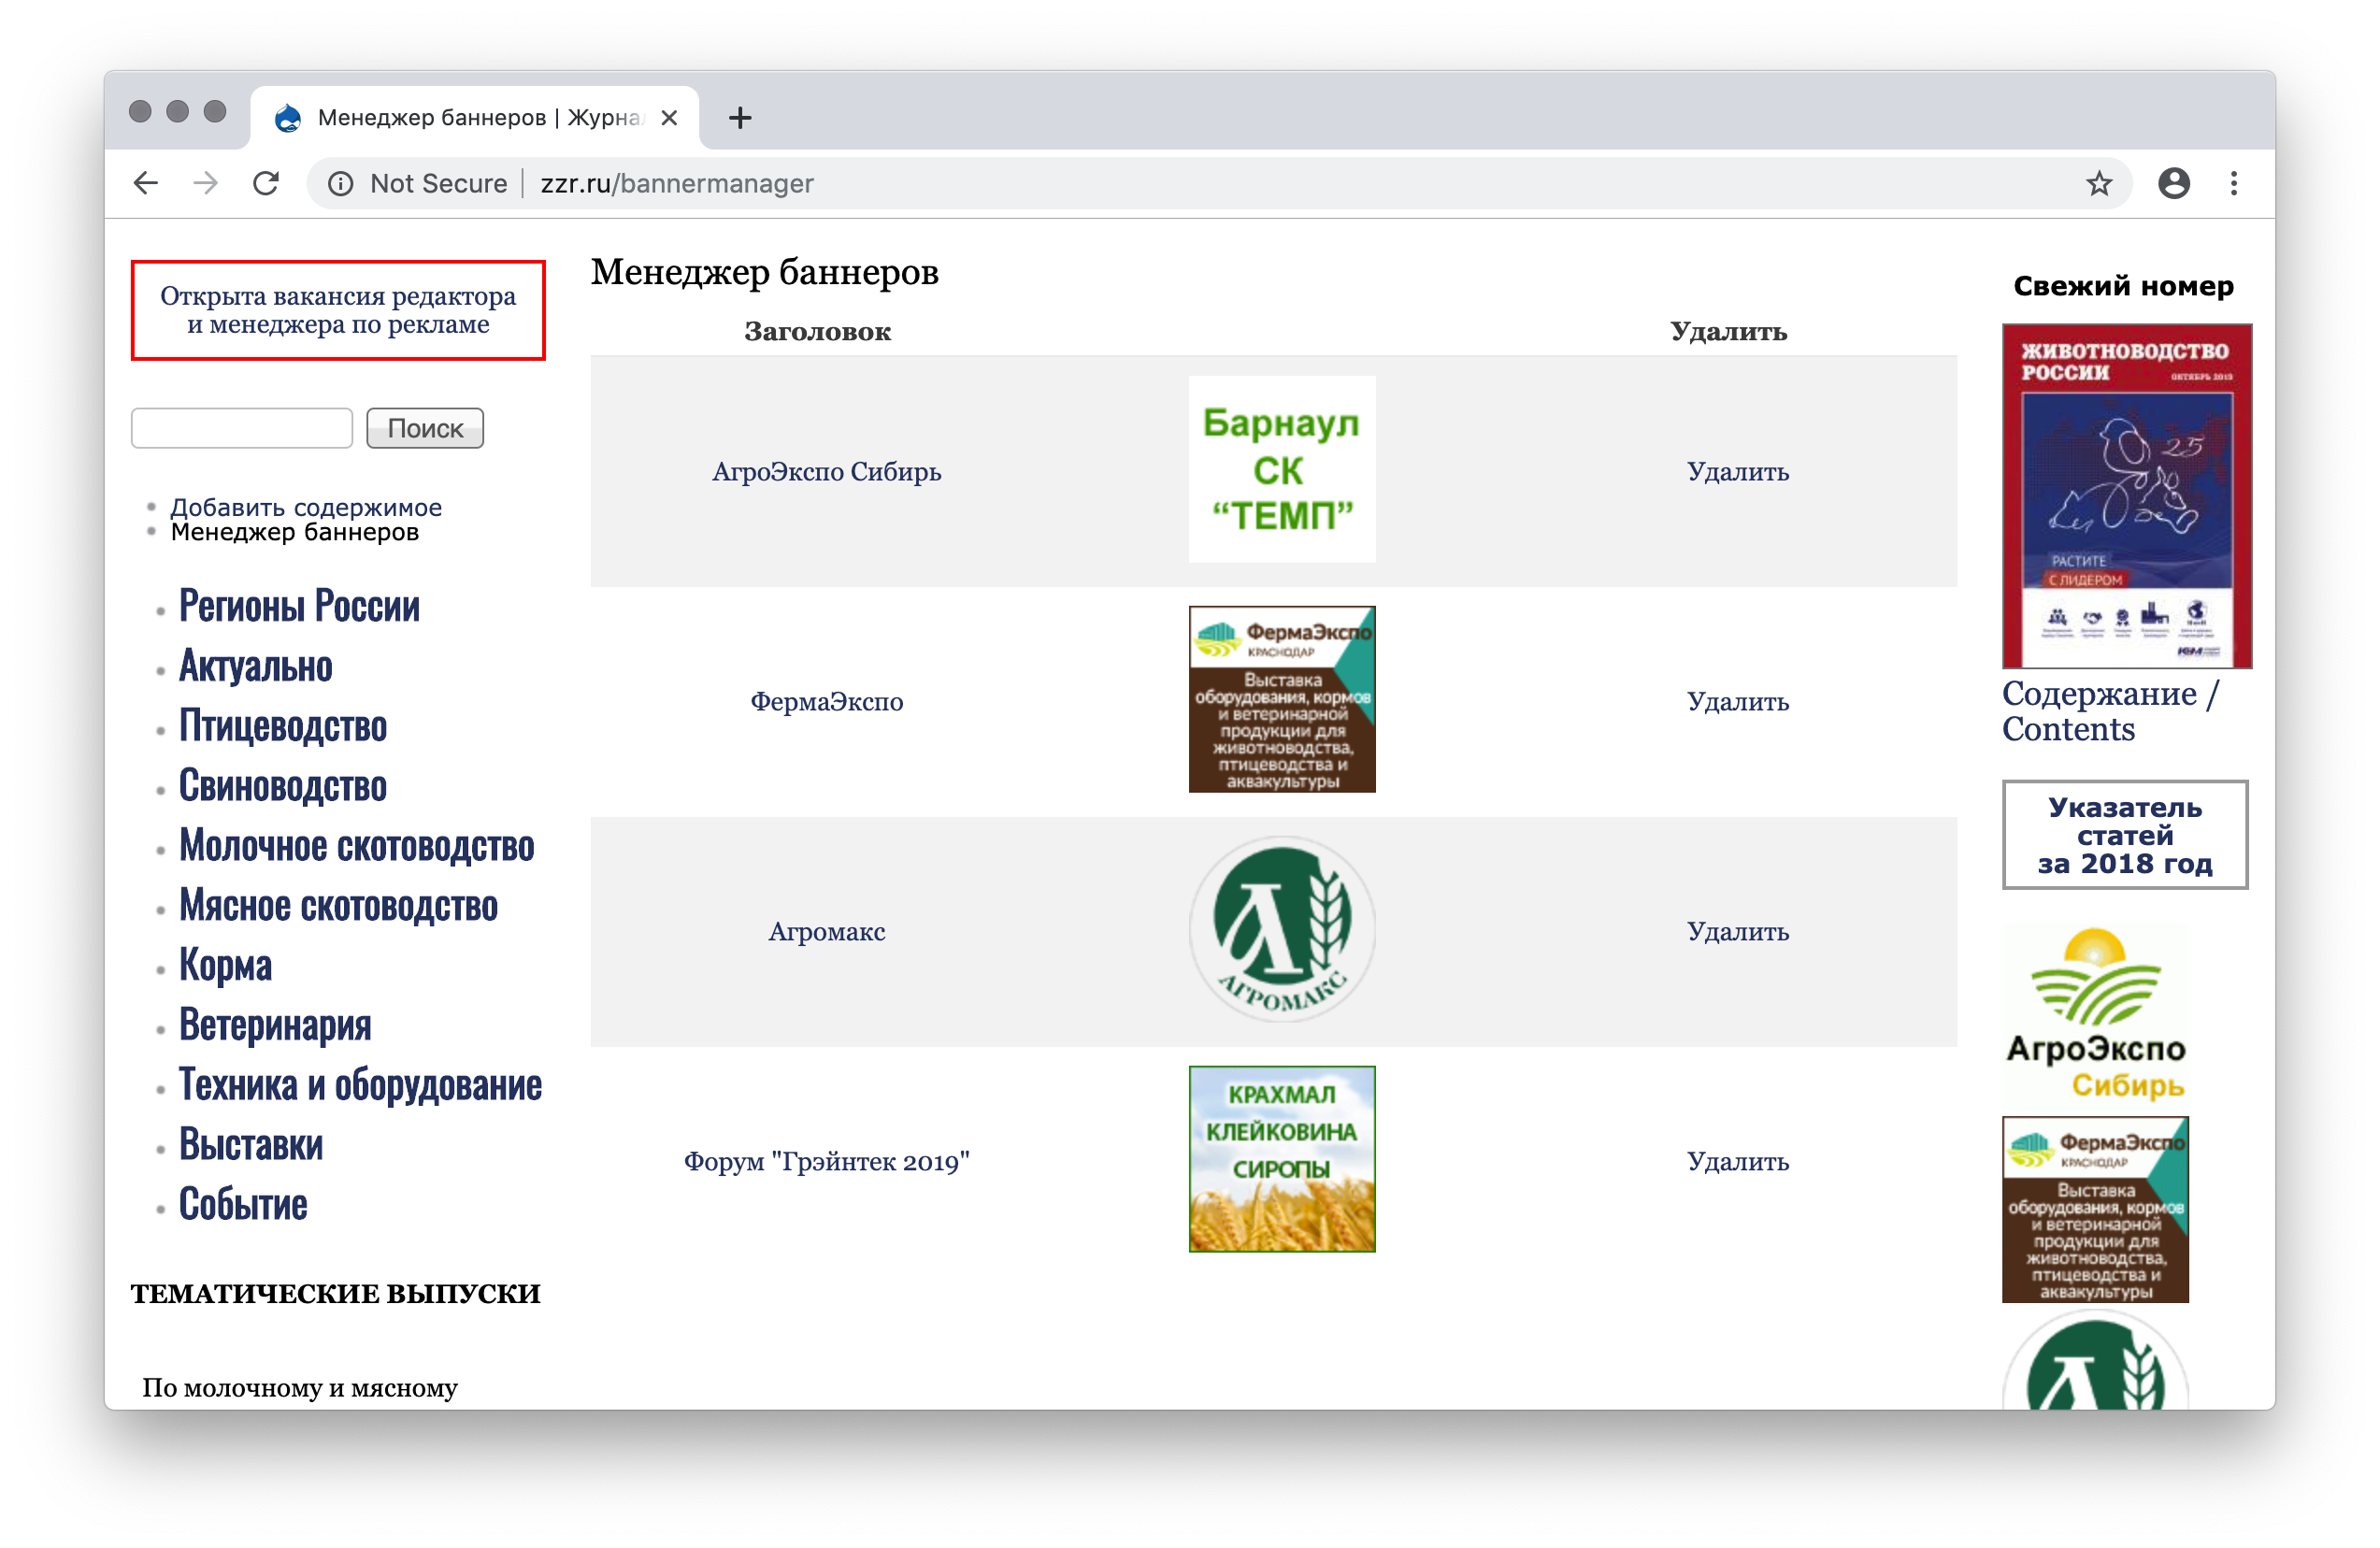 Менеджер баннеров | Журна
Not Secure
zzr.ru/bannermanager
Открыта вакансия редактора
и менеджера по рекламе
Поиск
Добавить содержимое
Менеджер баннеров
Регионы России
Актуально
Птицеводство
Свиноводство
Молочное скотоводство
Мясное скотоводство
Корма
Ветеринария
Техника и оборудование
Выставки
Событие
ТЕМАТИЧЕСКИЕ ВЫПУСКИ
По молочному и мясному
Менеджер баннеров
Заголовок
Удалить
АгроЭкспо Сибирь
Барнаул
СК
“ТЕМП”
Удалить
ФермаЭкспо
ФермаЭкспо
КРАСНОДАР
Выставка
оборудования, кормов
и ветеринарной
продукции для
животноводства,
птицеводства и
аквакультуры
Удалить
Агромакс
АГРОМАКС
Удалить
Форум "Грэйнтек 2019"
КРАХМАЛ
КЛЕЙКОВИНА
СИРОПЫ
Удалить
Свежий номер
ЖИВОТНОВОДСТВО
РОССИИ
ОКТЯБРЬ 2019
25
РАСТИТЕ
С ЛИДЕРОМ
Содержание /
Contents
Указатель
статей
за 2018 год
АгроЭкспо
Сибирь
ФермаЭкспо
КРАСНОДАР
Выставка
оборудования, кормов
и ветеринарной
продукции для
животноводства,
птицеводства и
аквакультуры